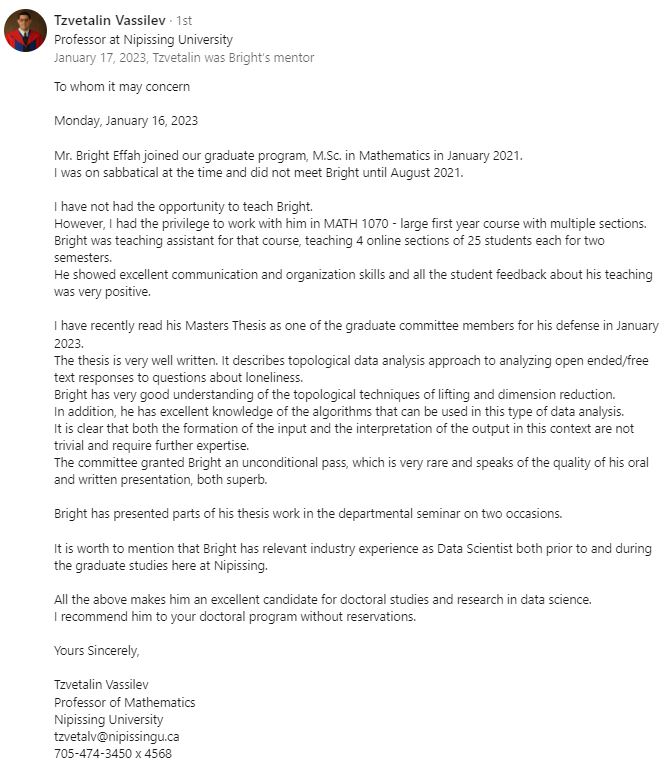 Tzvetalin Vassilev · 1st
Professor at Nipissing University
January 17, 2023, Tzvetalin was Bright's mentor
To whom it may concern
Monday, January 16, 2023
Mr. Bright Effah joined our graduate program, M.Sc. in Mathematics in January 2021.
I was on sabbatical at the time and did not meet Bright until August 2021.
I have not had the opportunity to teach Bright.
However, I had the privilege to work with him in MATH 1070 - large first year course with multiple sections.
Bright was teaching assistant for that course, teaching 4 online sections of 25 students each for two
semesters.
He showed excellent communication and organization skills and all the student feedback about his teaching
was very positive.
I have recently read his Masters Thesis as one of the graduate committee members for his defense in January
2023.
The thesis is very well written. It describes topological data analysis approach to analyzing open ended/free
text responses to questions about loneliness.
Bright has very good understanding of the topological techniques of lifting and dimension reduction.
In addition, he has excellent knowledge of the algorithms that can be used in this type of data analysis.
It is clear that both the formation of the input and the interpretation of the output in this context are not
trivial and require further expertise.
The committee granted Bright an unconditional pass, which is very rare and speaks of the quality of his oral
and written presentation, both superb.
Bright has presented parts of his thesis work in the departmental seminar on two occasions.
It is worth to mention that Bright has relevant industry experience as Data Scientist both prior to and during
the graduate studies here at Nipissing.
All the above makes him an excellent candidate for doctoral studies and research in data science.
I recommend him to your doctoral program without reservations.
Yours Sincerely,
Tzvetalin Vassilev
Professor of Mathematics
Nipissing University
tzvetalv@nipissingu.ca
705-474-3450 x 4568